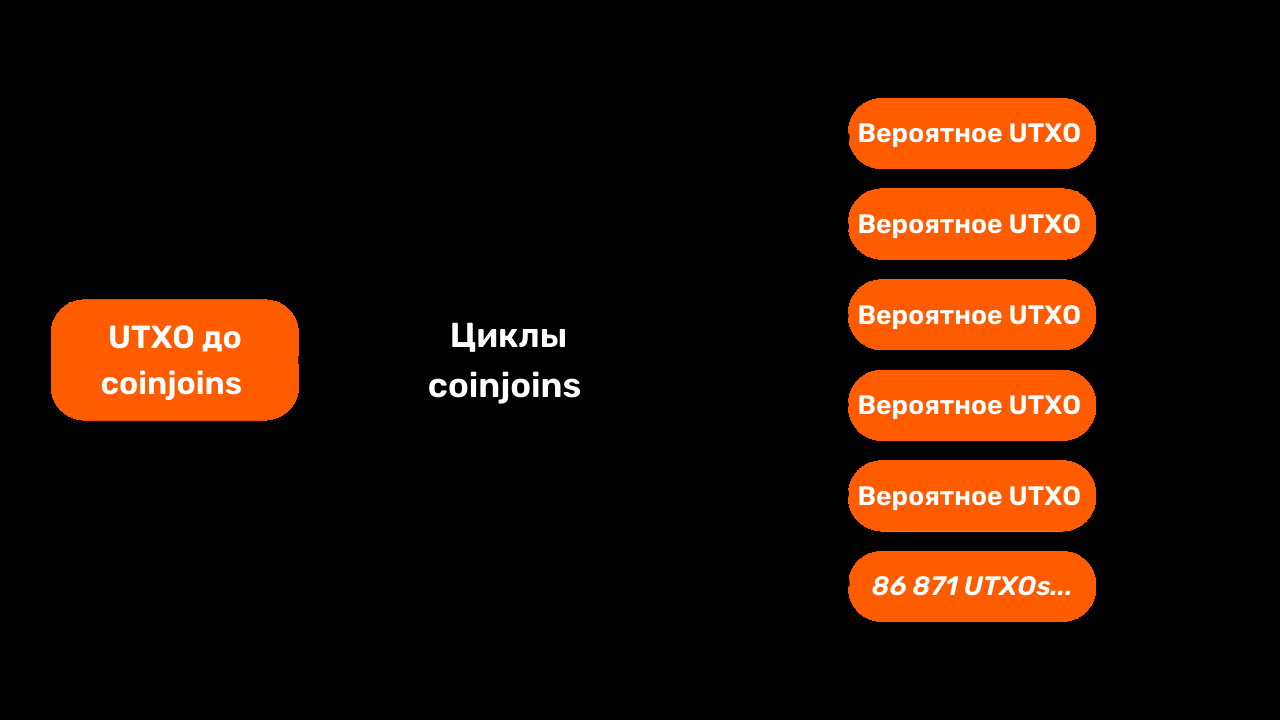 UTXO до
coinjoins
Циклы
coinjoins
Вероятное UTXO
Вероятное UTXO
Вероятное UTXO
Вероятное UTXO
Вероятное UTXO
86 871 UTXOs...